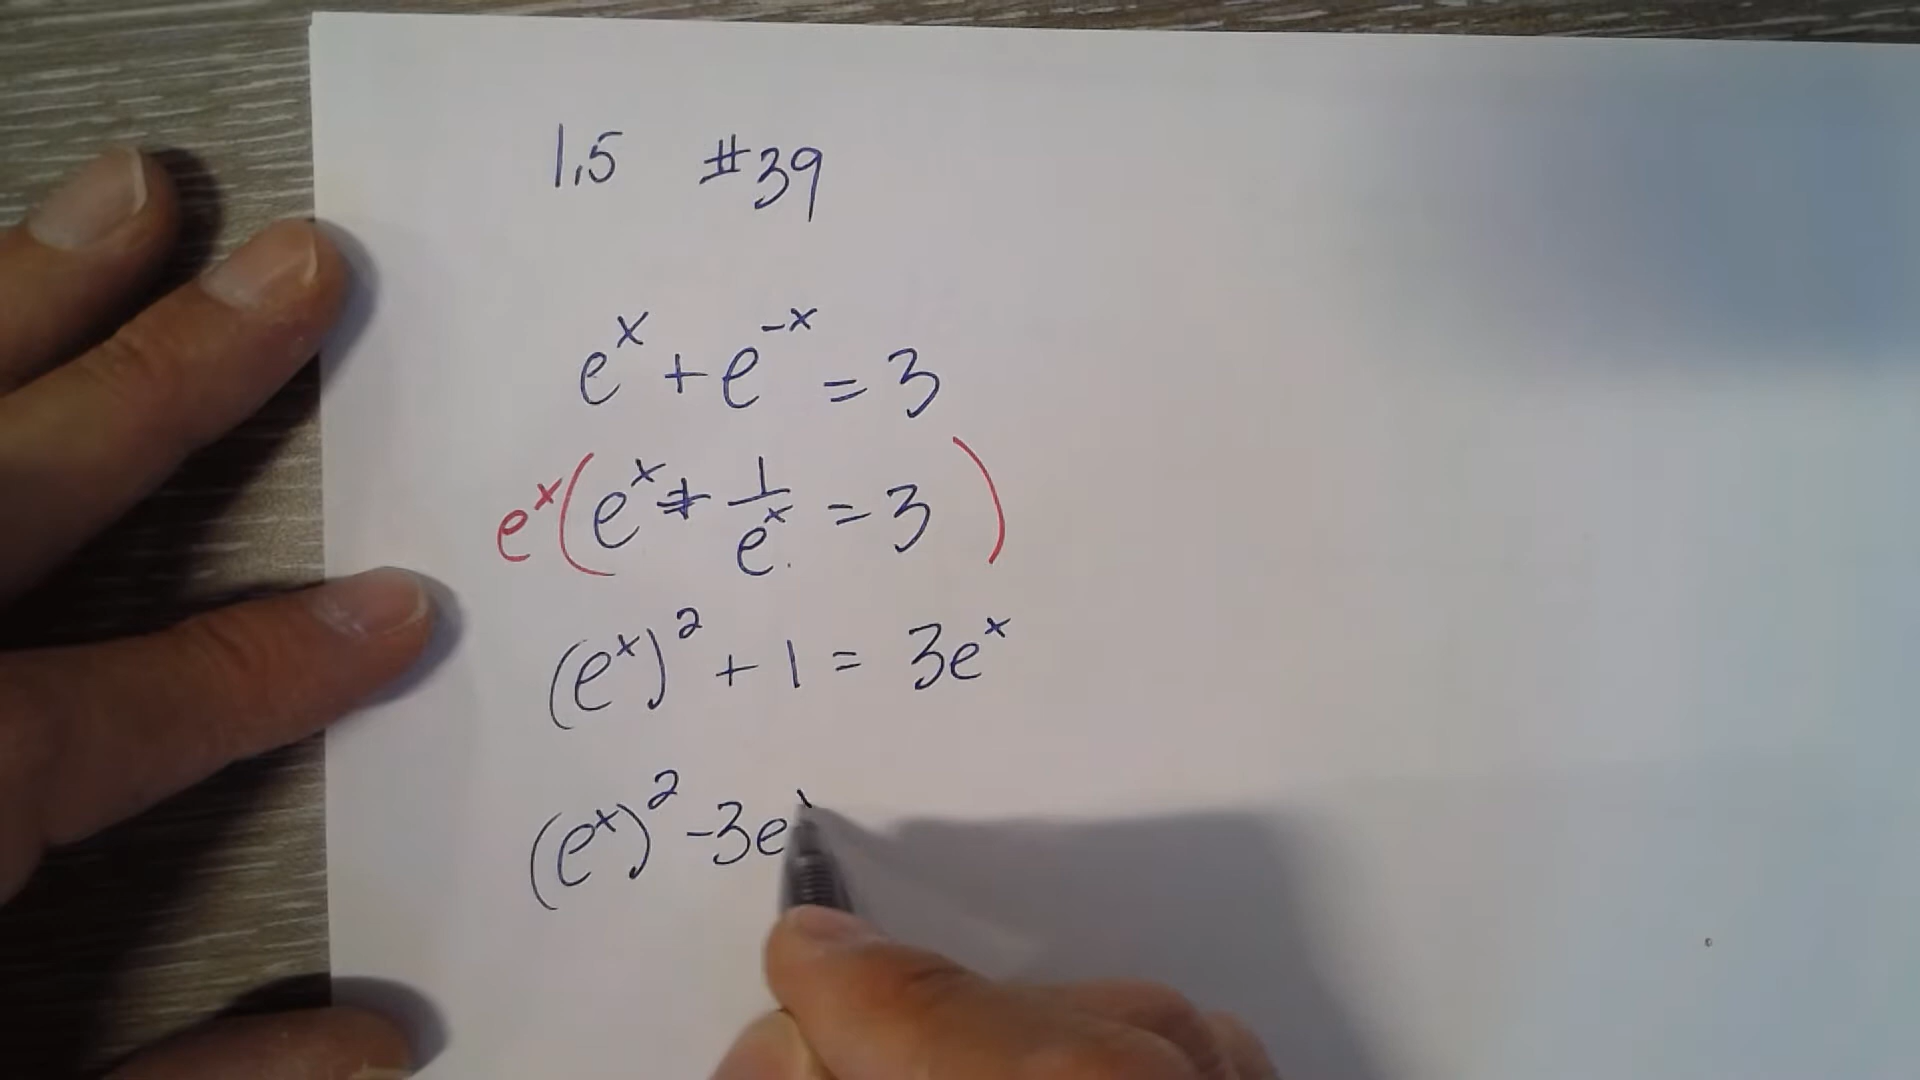 1.5 #39
e^x + e^-x = 3
e^x ( e^x + 1/e^x = 3 )
(e^x)^2 + 1 = 3e^x
(e^x)^2 - 3e